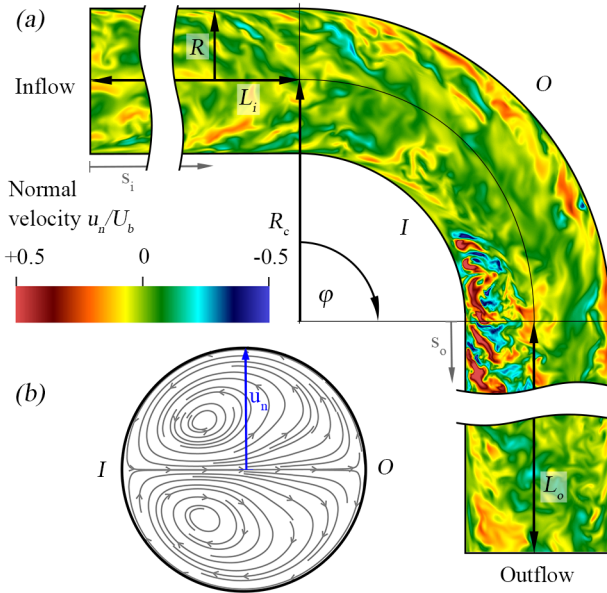 (a)
R
O
Inflow
L_i
s_i
Normal
velocity u_n/U_b
R_c
I
+0.5 0 -0.5
φ
s_o
(b)
u_n
I
O
L_o
Outflow